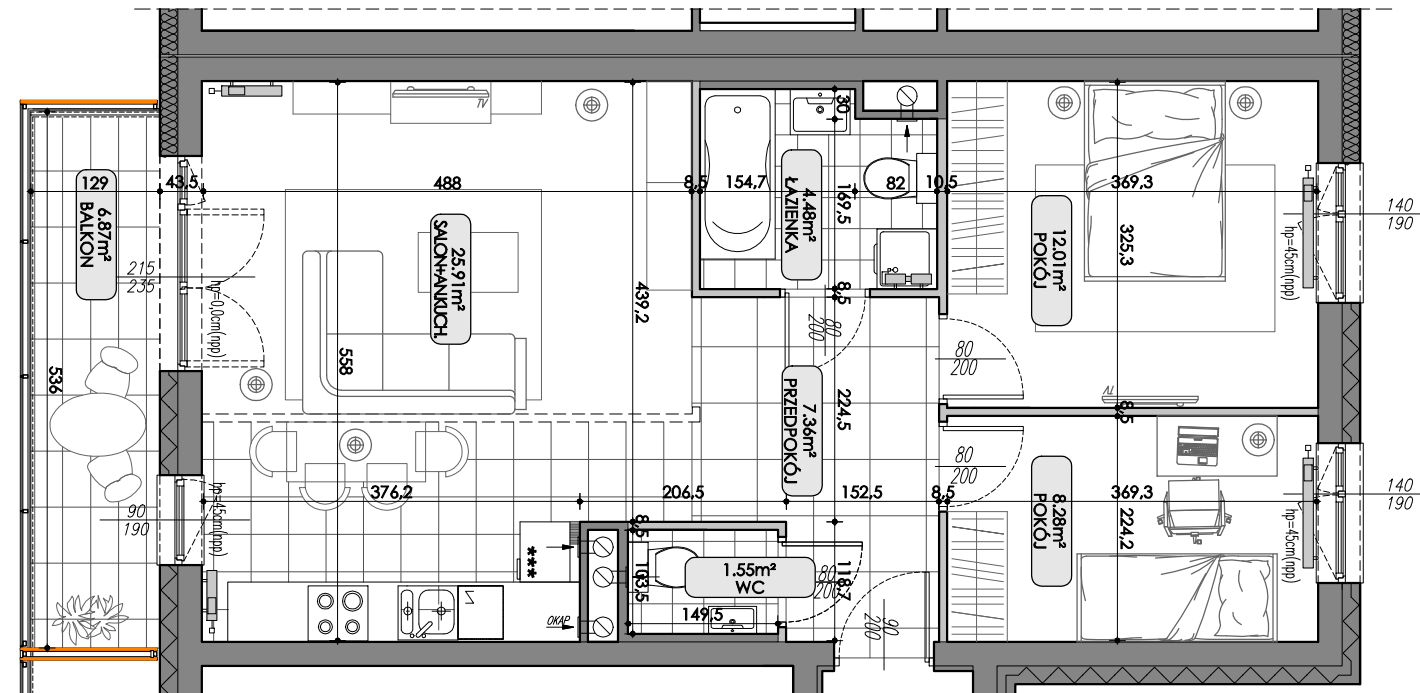 TV
30
129
43,5
488
8,5
154,7
82
10,5
369,3
6.87m²
BALKON
25.91m²
SALON+ANKUCH.
4.48m²
ŁAZIENKA
169,5
12.01m²
POKÓJ
325,3
140
190
hp=45cm(npp)
215
235
hp=0,0cm(npp)
439,2
8,5
80
200
558
536
80
200
7.36m²
PRZEDPOKÓJ
224,5
TV
8,5
80
200
376,2
206,5
152,5
8,5
369,3
8.28m²
POKÓJ
224,2
140
190
hp=45cm(npp)
90
190
hp=45cm(npp)
8,5
***
103,5
1.55m²
WC
80
200
118,7
149,5
OKAP
90
200